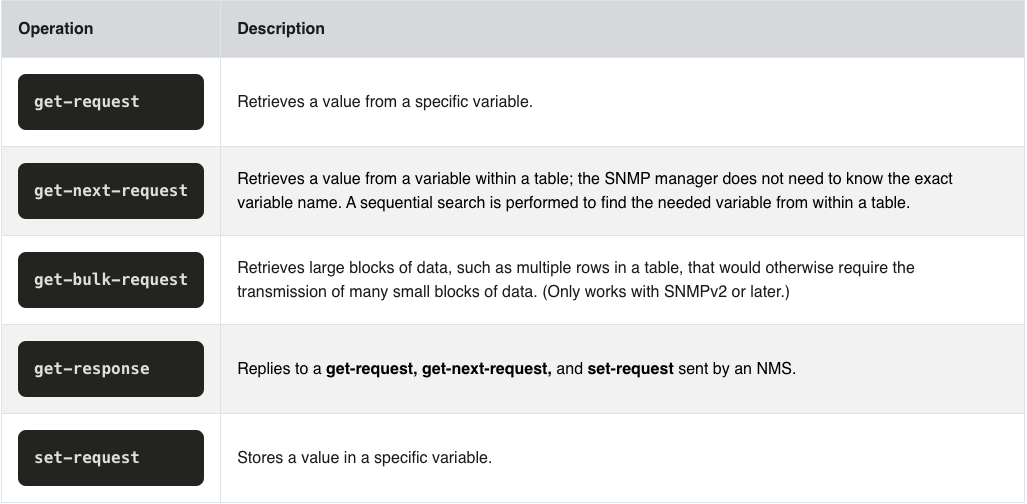 Operation Description
get-request Retrieves a value from a specific variable.
get-next-request Retrieves a value from a variable within a table; the SNMP manager does not need to know the exact
variable name. A sequential search is performed to find the needed variable from within a table.
get-bulk-request Retrieves large blocks of data, such as multiple rows in a table, that would otherwise require the
transmission of many small blocks of data. (Only works with SNMPv2 or later.)
get-response Replies to a get-request, get-next-request, and set-request sent by an NMS.
set-request Stores a value in a specific variable.